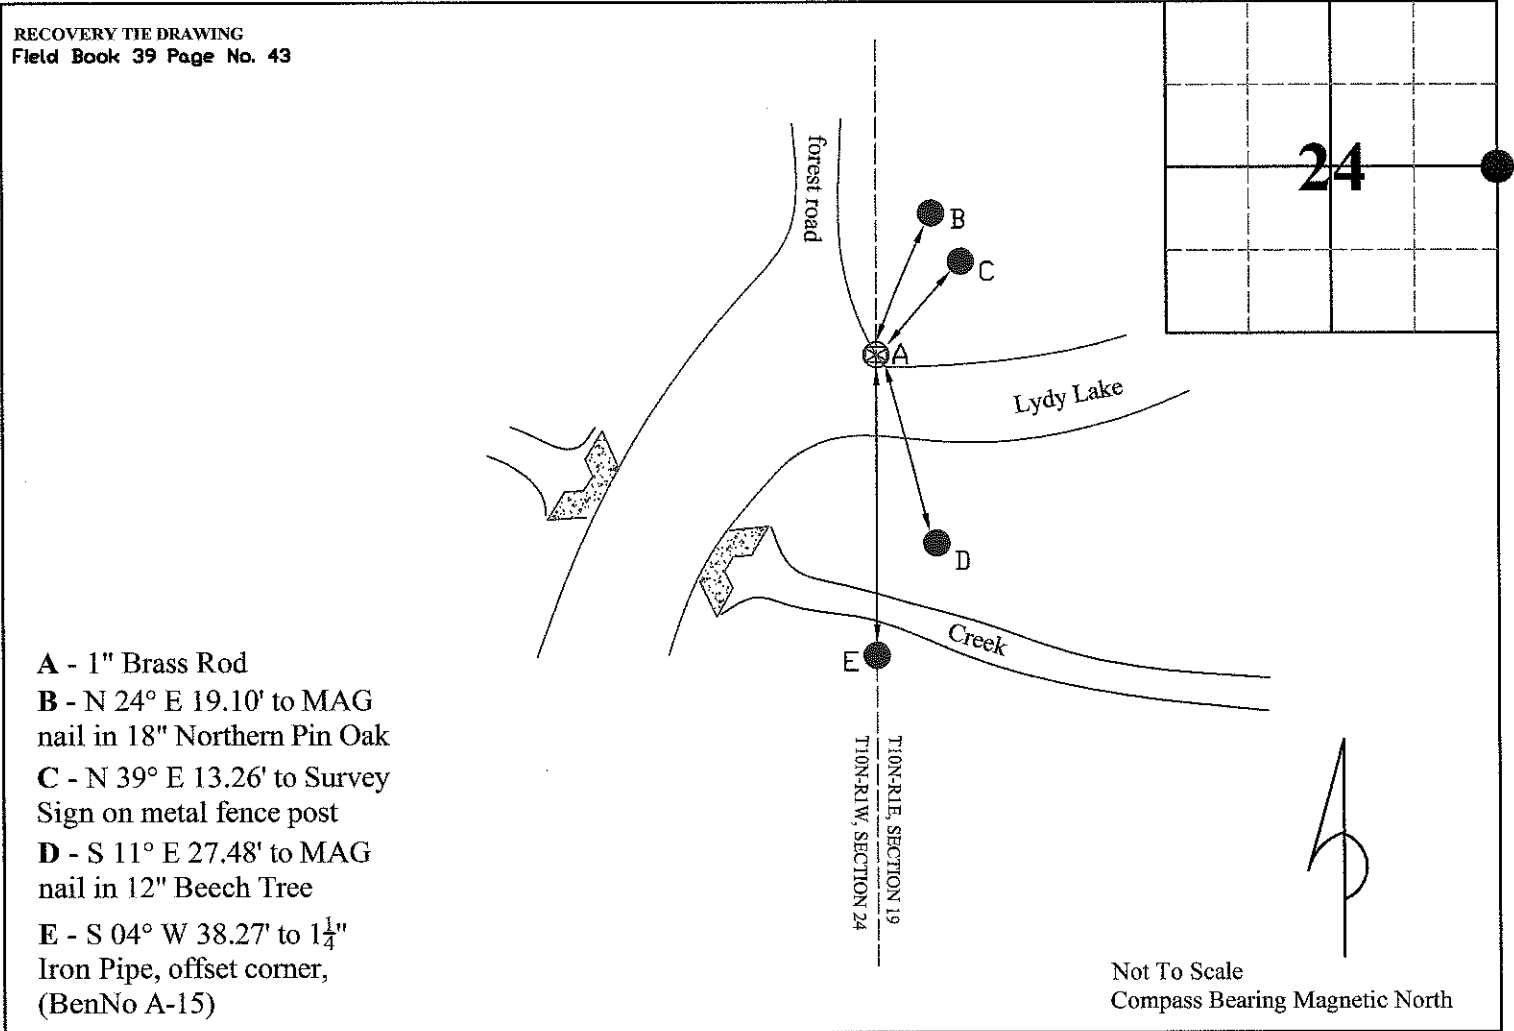 RECOVERY TIE DRAWING
Field Book 39 Page No. 43
24
forest road
B
C
A
Lydy Lake
D
Creek
E
A - 1" Brass Rod
B - N 24° E 19.10' to MAG
nail in 18" Northern Pin Oak
C - N 39° E 13.26' to Survey
Sign on metal fence post
D - S 11° E 27.48' to MAG
nail in 12" Beech Tree
E - S 04° W 38.27' to 1¼"
Iron Pipe, offset corner,
(BenNo A-15)
T10N-R1E, SECTION 19
T10N-R1W, SECTION 24
Not To Scale
Compass Bearing Magnetic North